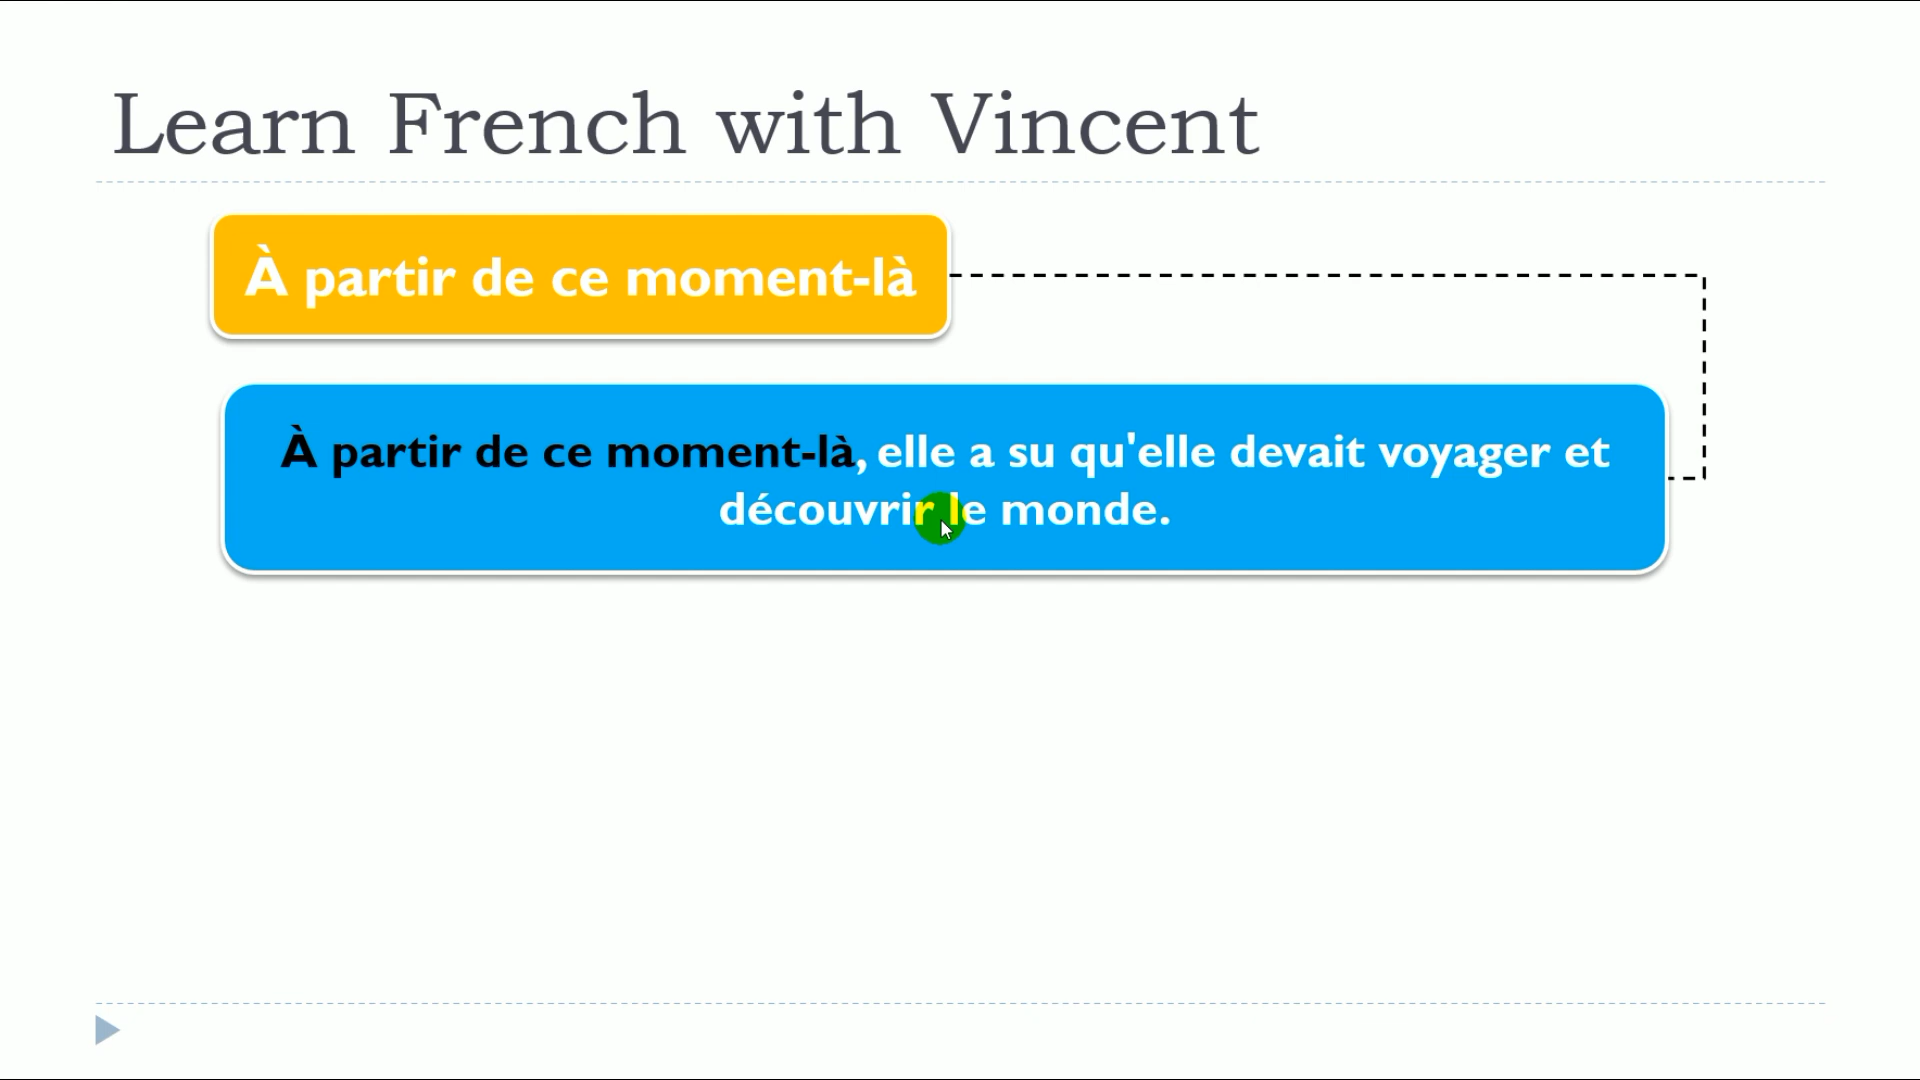 Learn French with Vincent
À partir de ce moment-là
À partir de ce moment-là, elle a su qu'elle devait voyager et
découvrir le monde.